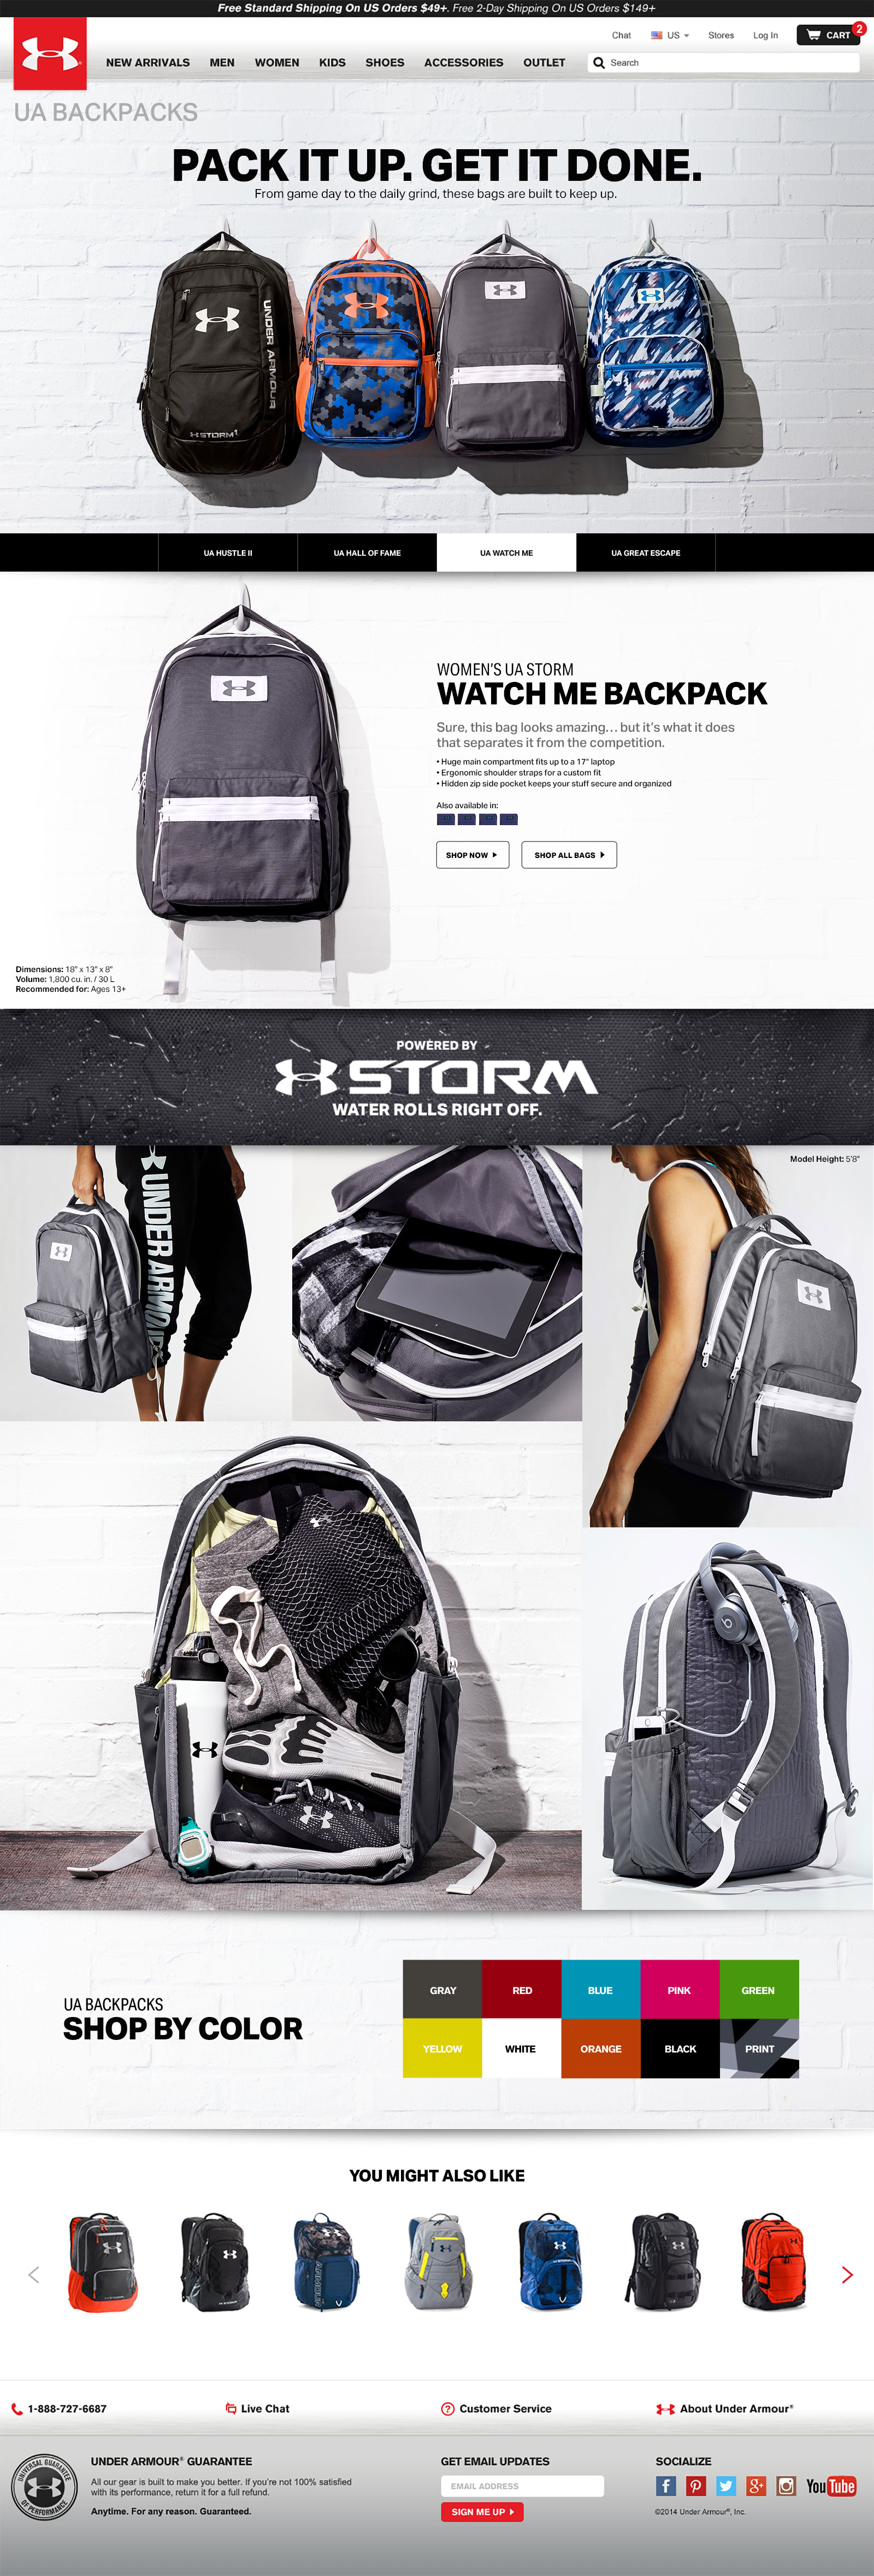 Free Standard Shipping On US Orders $49+. Free 2-Day Shipping On US Orders $149+
Chat
US
Stores
Log In
CART
2
NEW ARRIVALS
MEN
WOMEN
KIDS
SHOES
ACCESSORIES
OUTLET
Search
UA BACKPACKS
PACK IT UP. GET IT DONE.
From game day to the daily grind, these bags are built to keep up.
UNDER ARMOUR
STORM1
UA HUSTLE II
UA HALL OF FAME
UA WATCH ME
UA GREAT ESCAPE
WOMEN'S UA STORM
WATCH ME BACKPACK
Sure, this bag looks amazing… but it's what it does
that separates it from the competition.
• Huge main compartment fits up to a 17" laptop
• Ergonomic shoulder straps for a custom fit
• Hidden zip side pocket keeps your stuff secure and organized
Also available in:
SHOP NOW
SHOP ALL BAGS
Dimensions: 18" x 13" x 8"
Volume: 1,800 cu. in. / 30 L
Recommended for: Ages 13+
POWERED BY
STORM
WATER ROLLS RIGHT OFF.
UNDER ARMOUR
Model Height: 5'8"
UA BACKPACKS
SHOP BY COLOR
GRAY
RED
BLUE
PINK
GREEN
YELLOW
WHITE
ORANGE
BLACK
PRINT
YOU MIGHT ALSO LIKE
1-888-727-6687
Live Chat
Customer Service
About Under Armour®
UNIVERSAL GUARANTEE
OF PERFORMANCE
UNDER ARMOUR® GUARANTEE
All our gear is built to make you better. If you're not 100% satisfied
with its performance, return it for a full refund.
Anytime. For any reason. Guaranteed.
GET EMAIL UPDATES
EMAIL ADDRESS
SIGN ME UP
SOCIALIZE
YouTube
©2014 Under Armour®, Inc.